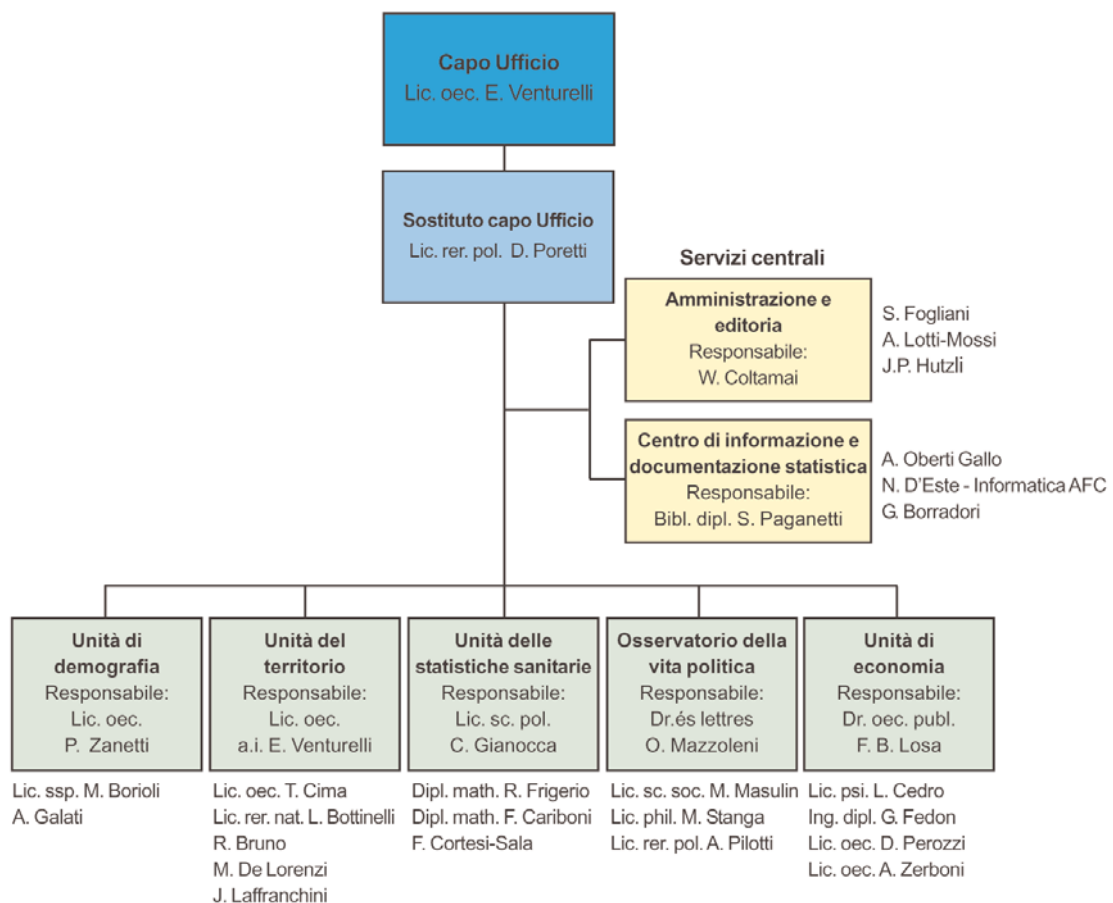 Capo Ufficio
Lic. oec. E. Venturelli
Sostituto capo Ufficio
Lic. rer. pol. D. Poretti
Servizi centrali
Amministrazione e
editoria
Responsabile:
W. Coltamai
S. Fogliani
A. Lotti-Mossi
J.P. Hutzli
Centro di informazione e
documentazione statistica
Responsabile:
Bibl. dipl. S. Paganetti
A. Oberti Gallo
N. D'Este - Informatica AFC
G. Borradori
Unità di
demografia
Responsabile:
Lic. oec.
P. Zanetti
Lic. ssp. M. Borioli
A. Galati
Unità del
territorio
Responsabile:
Lic. oec.
a.i. E. Venturelli
Lic. oec. T. Cima
Lic. rer. nat. L. Bottinelli
R. Bruno
M. De Lorenzi
J. Laffranchini
Unità delle
statistiche sanitarie
Responsabile:
Lic. sc. pol.
C. Gianocca
Dipl. math. R. Frigerio
Dipl. math. F. Cariboni
F. Cortesi-Sala
Osservatorio della
vita politica
Responsabile:
Dr.és lettres
O. Mazzoleni
Lic. sc. soc. M. Masulin
Lic. phil. M. Stanga
Lic. rer. pol. A. Pilotti
Unità di
economia
Responsabile:
Dr. oec. publ.
F. B. Losa
Lic. psi. L. Cedro
Ing. dipl. G. Fedon
Lic. oec. D. Perozzi
Lic. oec. A. Zerboni